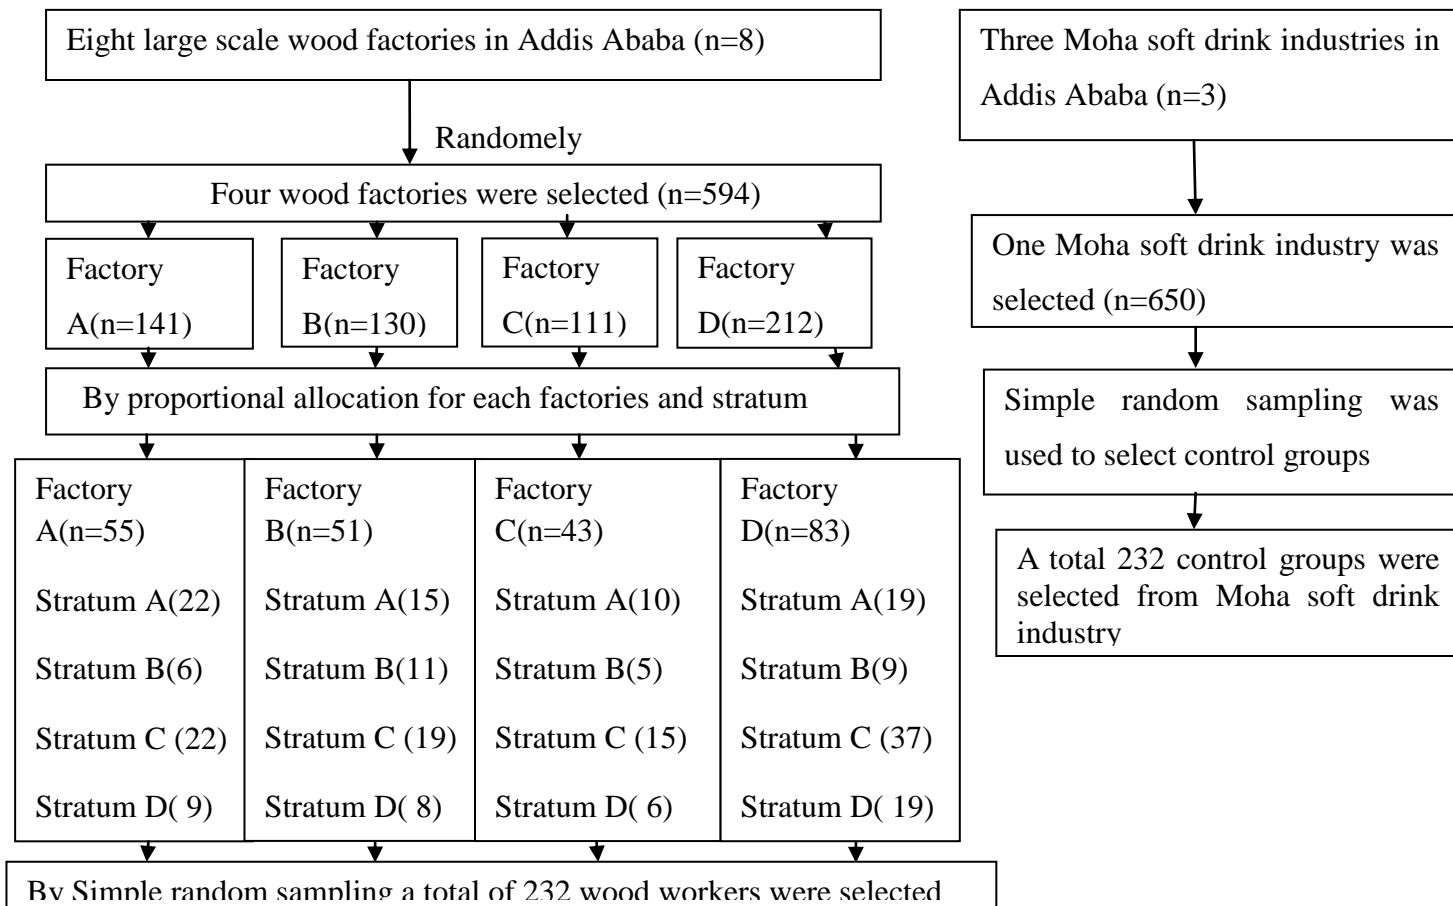 Eight large scale wood factories in Addis Ababa (n=8)
Randomely
Four wood factories were selected (n=594)
Factory
A(n=141)
Factory
B(n=130)
Factory
C(n=111)
Factory
D(n=212)
By proportional allocation for each factories and stratum
Factory
A(n=55)
Stratum A(22)
Stratum B(6)
Stratum C (22)
Stratum D( 9)
Factory
B(n=51)
Stratum A(15)
Stratum B(11)
Stratum C (19)
Stratum D( 8)
Factory
C(n=43)
Stratum A(10)
Stratum B(5)
Stratum C (15)
Stratum D( 6)
Factory
D(n=83)
Stratum A(19)
Stratum B(9)
Stratum C (37)
Stratum D( 19)
By Simple random sampling a total of 232 wood workers were selected
Three Moha soft drink industries in
Addis Ababa (n=3)
One Moha soft drink industry was
selected (n=650)
Simple random sampling was
used to select control groups
A total 232 control groups were
selected from Moha soft drink
industry